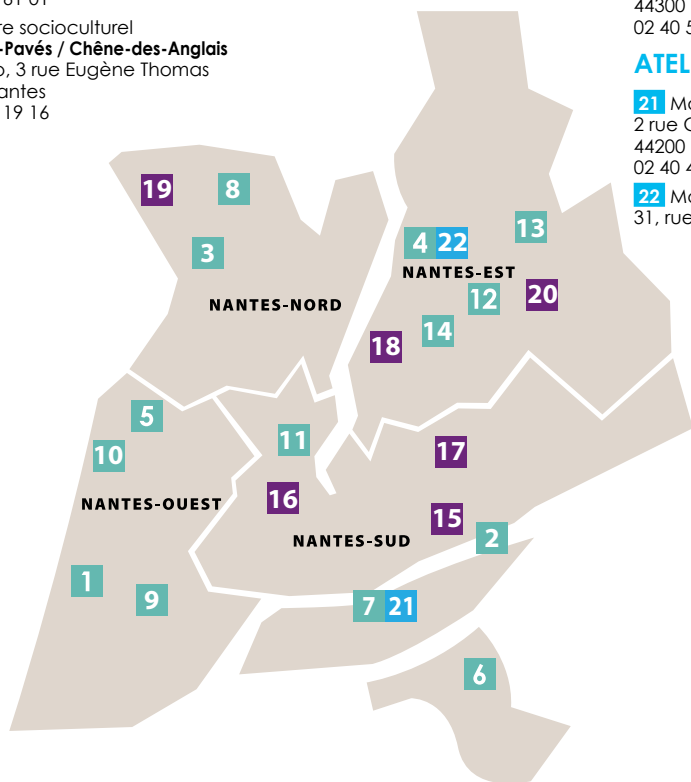 re socioculturel
-Pavés / Chêne-des-Anglais
, 3 rue Eugène Thomas
antes
19 16
44300
02 40 5
ATEL
21 Ma
2 rue
44200
02 40 4
22 Ma
31, rue
19
8
3
NANTES-NORD
4 22
13
NANTES-EST
12
20
14
18
5
11
10
17
16
NANTES-OUEST
15
NANTES-SUD
2
1
9
7 21
6